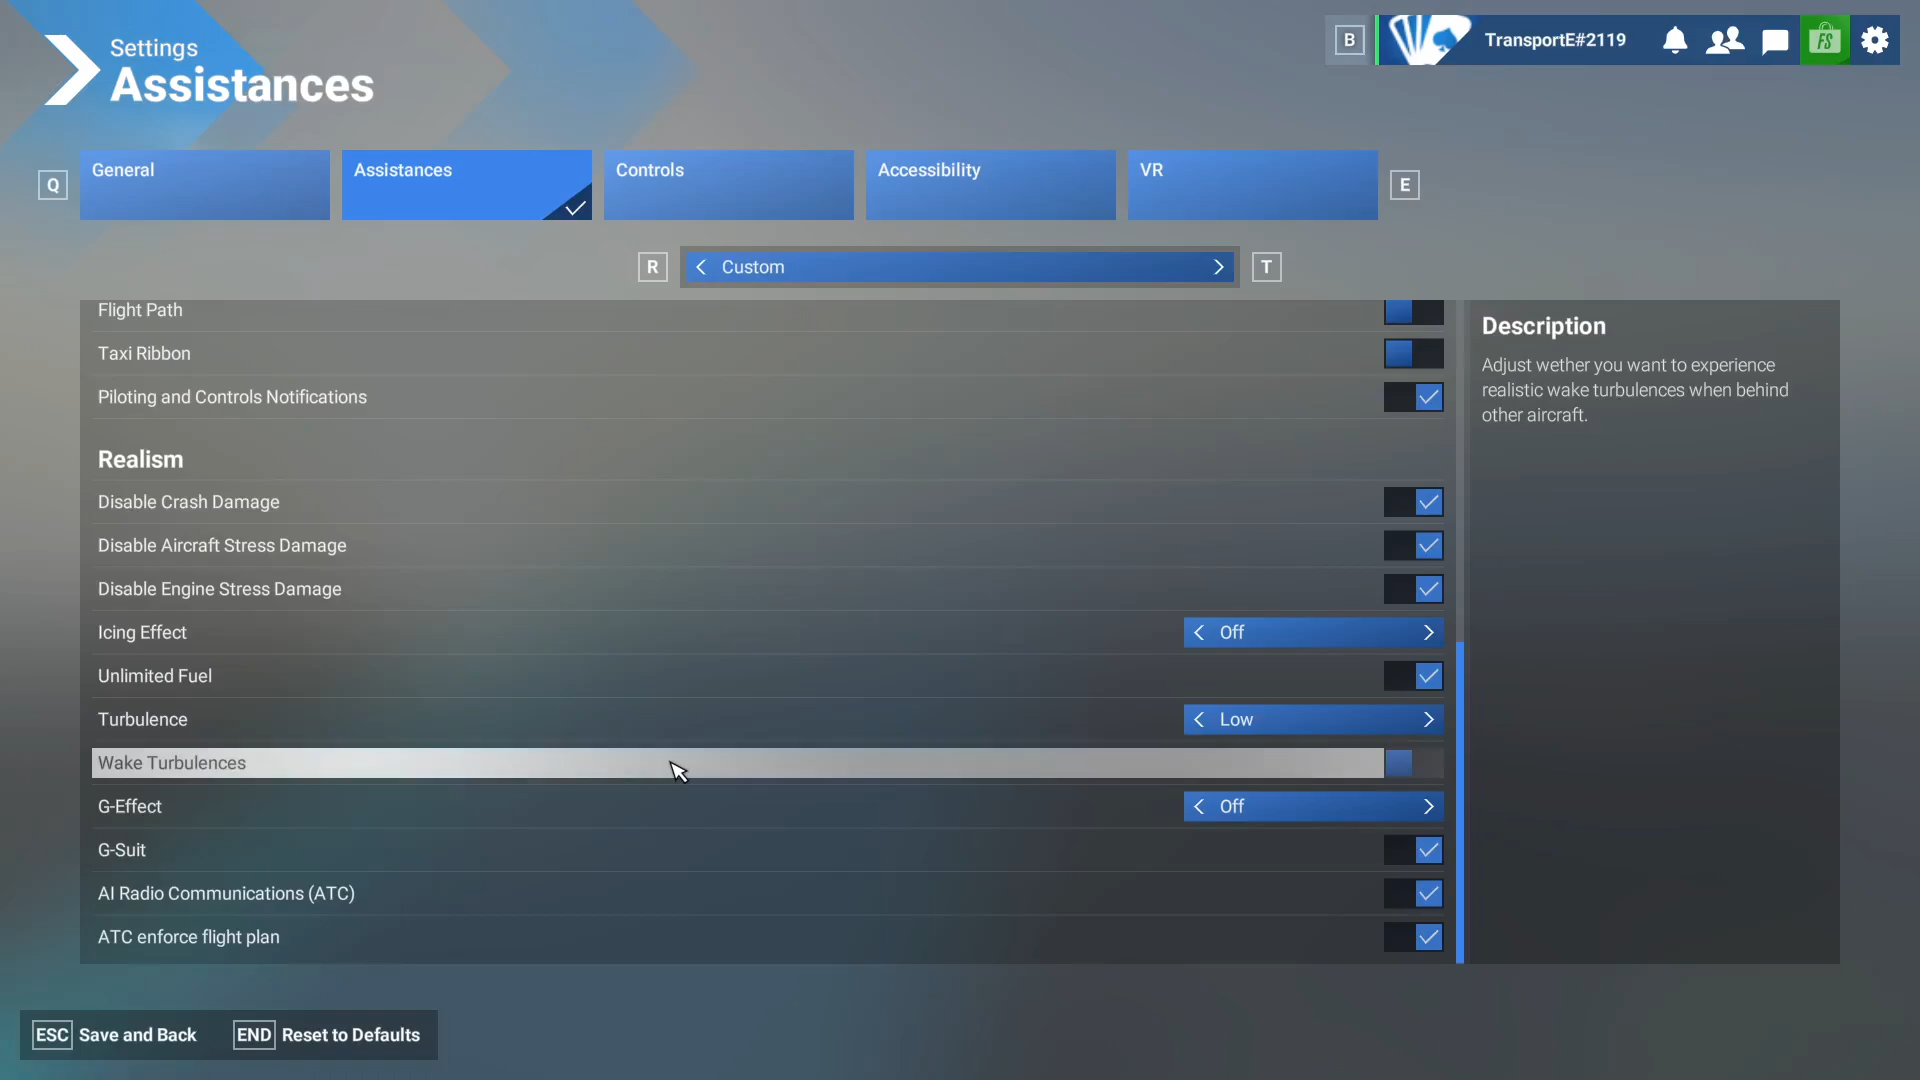 Settings
Assistances
B
TransportE#2119
FS
Q
General
Assistances
Controls
Accessibility
VR
E
R
Custom
T
Flight Path
Taxi Ribbon
Piloting and Controls Notifications
Realism
Disable Crash Damage
Disable Aircraft Stress Damage
Disable Engine Stress Damage
Icing Effect
Off
Unlimited Fuel
Turbulence
Low
Wake Turbulences
G-Effect
Off
G-Suit
AI Radio Communications (ATC)
ATC enforce flight plan
Description
Adjust wether you want to experience
realistic wake turbulences when behind
other aircraft.
ESC Save and Back
END Reset to Defaults